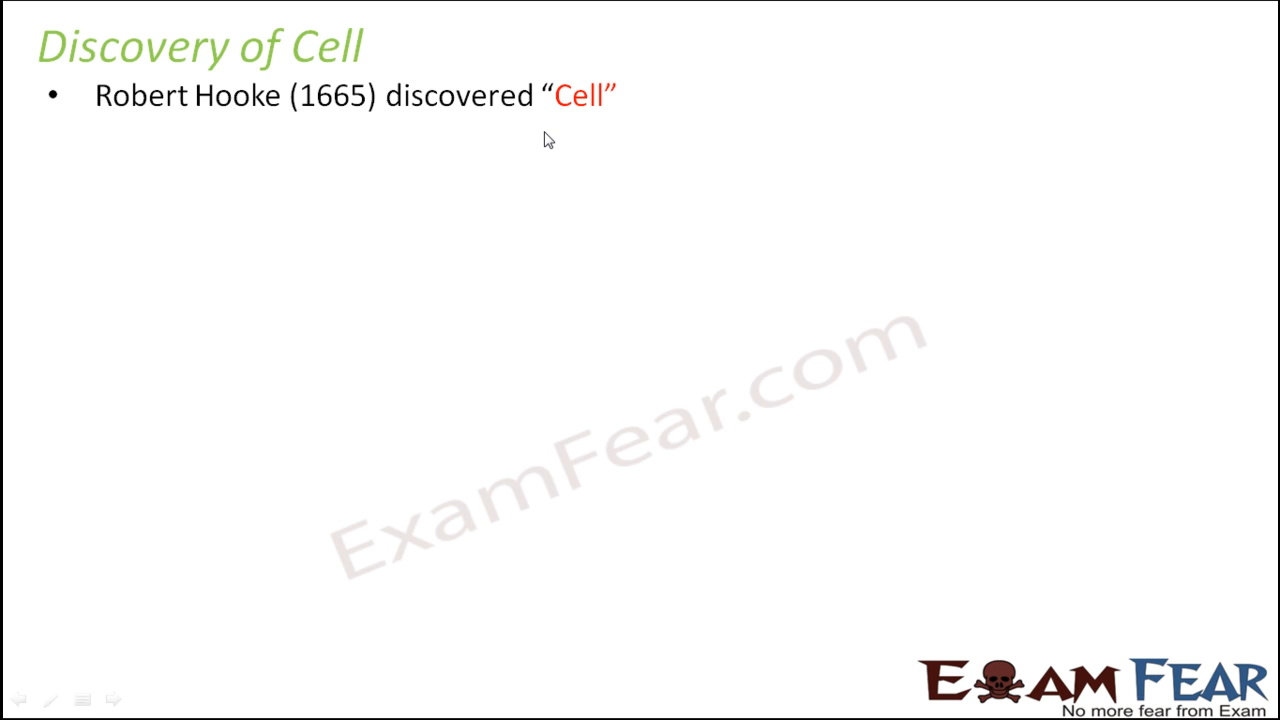 Discovery of Cell
• Robert Hooke (1665) discovered “Cell”
ExamFear.com
EXAM FEAR
No more fear from Exam